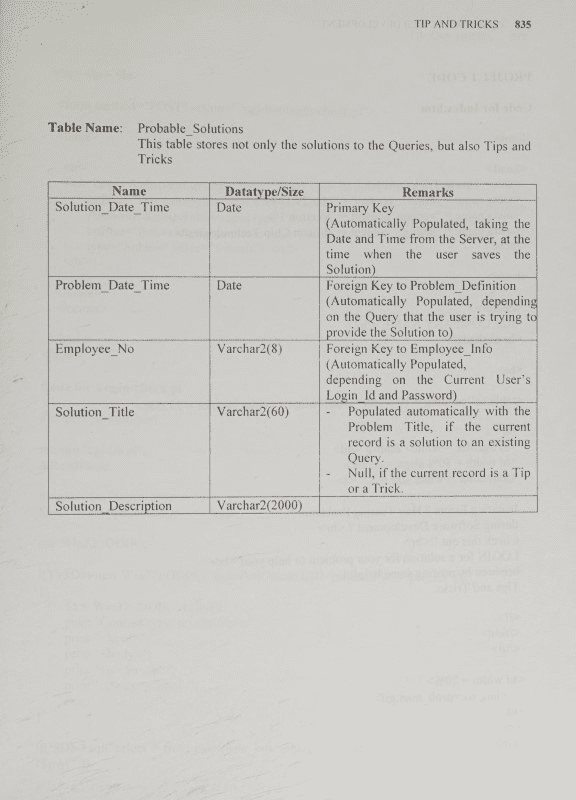 TIP AND TRICKS 835
Table Name: Probable_Solutions
This table stores not only the solutions to the Queries, but also Tips and
Tricks
Name Datatype/Size Remarks
Solution_Date_Time Date Primary Key
(Automatically Populated, taking the
Date and Time from the Server, at the
time when the user saves the
Solution)
Problem_Date_Time Date Foreign Key to Problem_Definition
(Automatically Populated, depending
on the Query that the user is trying to
provide the Solution to)
Employee_No Varchar2(8) Foreign Key to Employee_Info
(Automatically Populated,
depending on the Current User's
Login_Id and Password)
Solution_Title Varchar2(60) - Populated automatically with the
Problem Title, if the current
record is a solution to an existing
Query.
- Null, if the current record is a Tip
or a Trick.
Solution_Description Varchar2(2000)